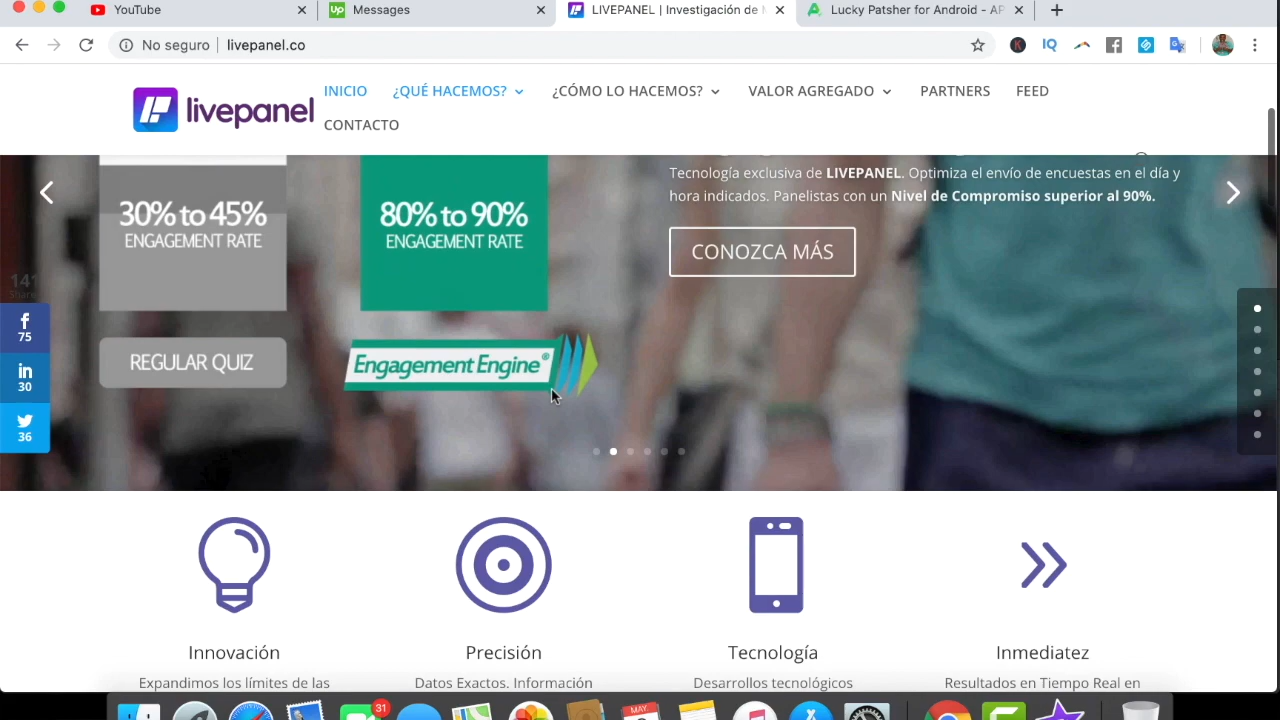 YouTube
Messages
LIVEPANEL | Investigación de
Lucky Patsher for Android - AP
No seguro
livepanel.co
IQ
livepanel
INICIO
¿QUÉ HACEMOS?
¿CÓMO LO HACEMOS?
VALOR AGREGADO
PARTNERS
FEED
CONTACTO
Tecnología exclusiva de LIVEPANEL. Optimiza el envío de encuestas en el día y
hora indicados. Panelistas con un Nivel de Compromiso superior al 90%.
CONOZCA MÁS
30% to 45%
ENGAGEMENT RATE
80% to 90%
ENGAGEMENT RATE
REGULAR QUIZ
Engagement Engine®
141
Shares
75
30
36
Innovación
Precisión
Tecnología
Inmediatez
Expandimos los límites de las
Datos Exactos. Información
Desarrollos tecnológicos
Resultados en Tiempo Real en
31
MAY